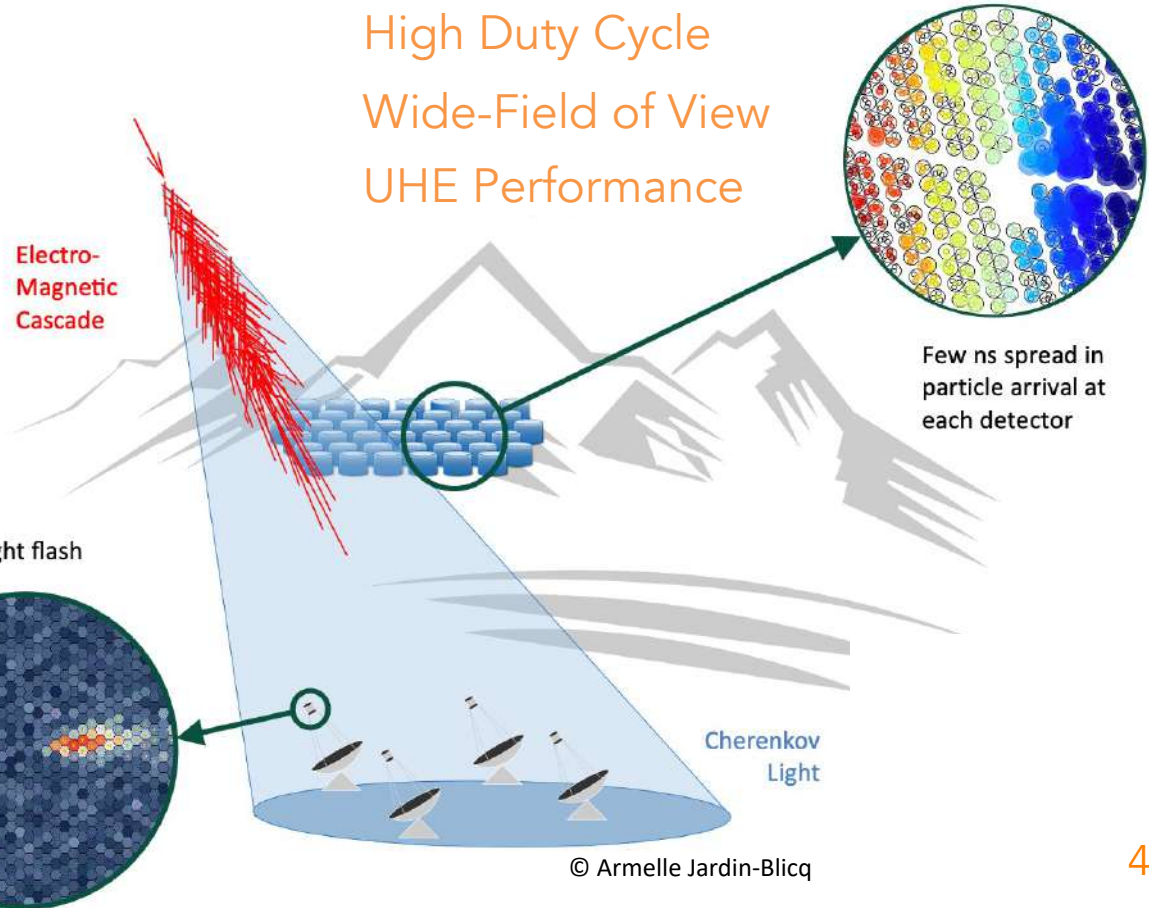 High Duty Cycle
Wide-Field of View
UHE Performance
Electro-
Magnetic
Cascade
Few ns spread in
particle arrival at
each detector
flash
Cherenkov
Light
© Armelle Jardin-Blicq
4